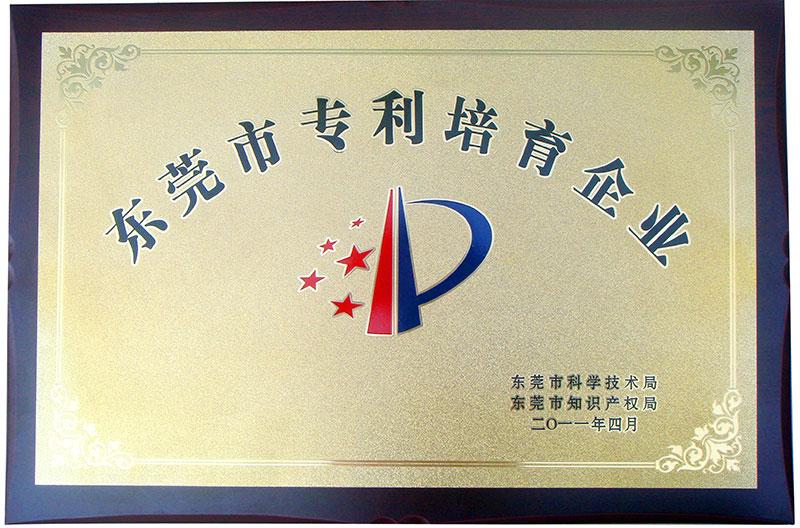 东莞市专利培育企业
东莞市科学技术局
东莞市知识产权局
二〇一一年四月